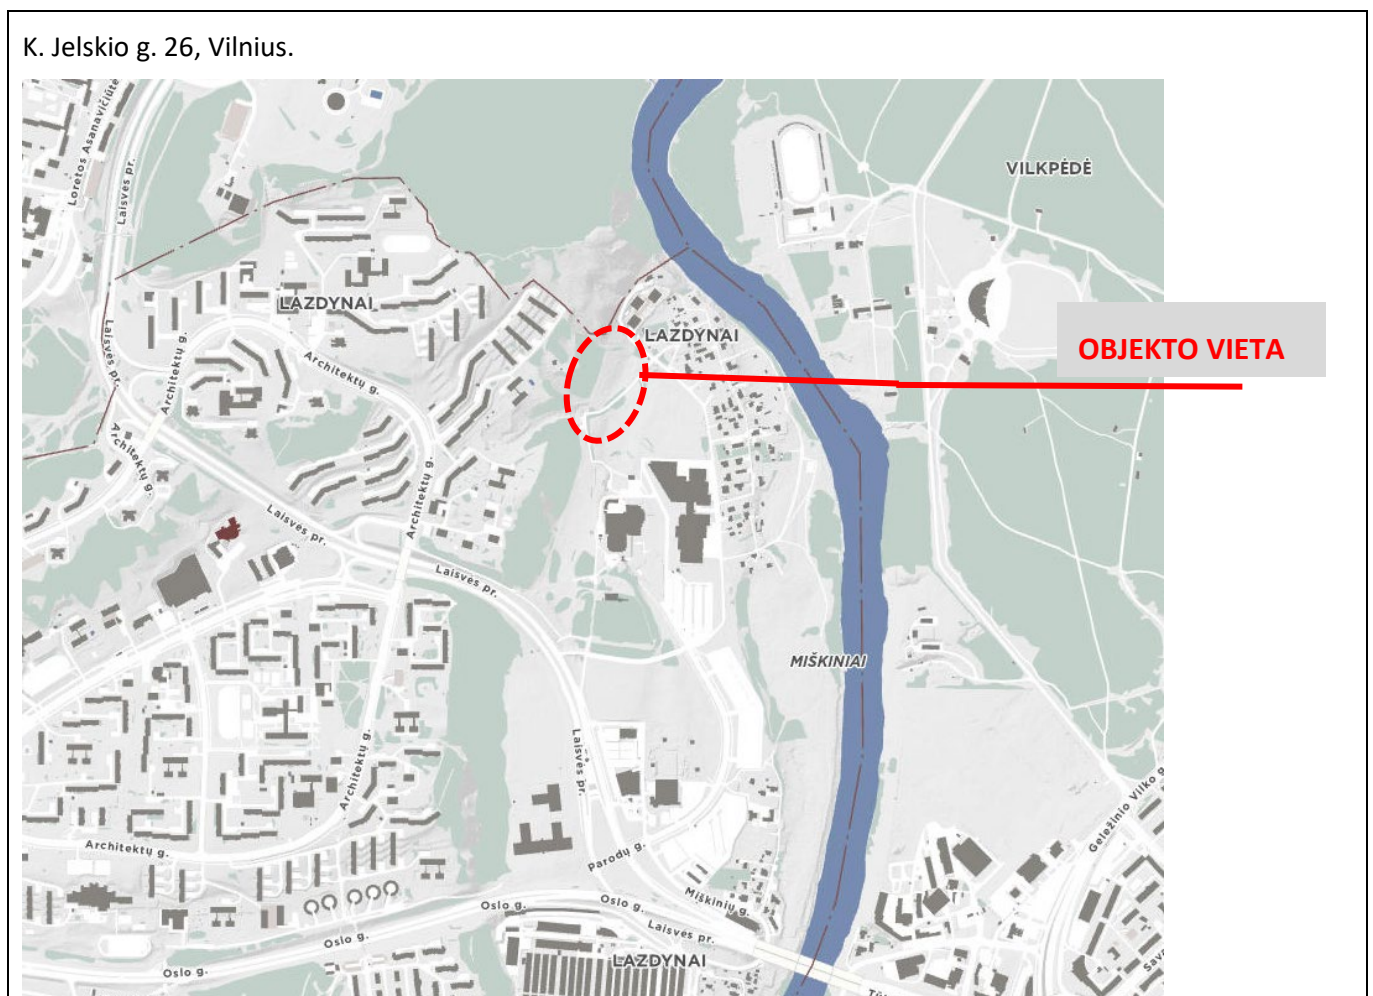 K. Jelskio g. 26, Vilnius.
Loretos Asanavičiūtės
Laisvės pr.
VILKPĖDĖ
LAZDYNAI
LAZDYNAI
OBJEKTO VIETA
Laisvės pr.
Architektų g.
Architektų g.
Architektų g.
Architektų g.
Laisvės pr.
Laisvės pr.
MIŠKINIAI
Laisvės pr.
Architektų g.
Geležinio Vilko g.
Architektų g.
Parodų g.
Miškinių g.
Oslo g.
Oslo g.
Laisvės pr.
Oslo g.
LAZDYNAI
Oslo g.